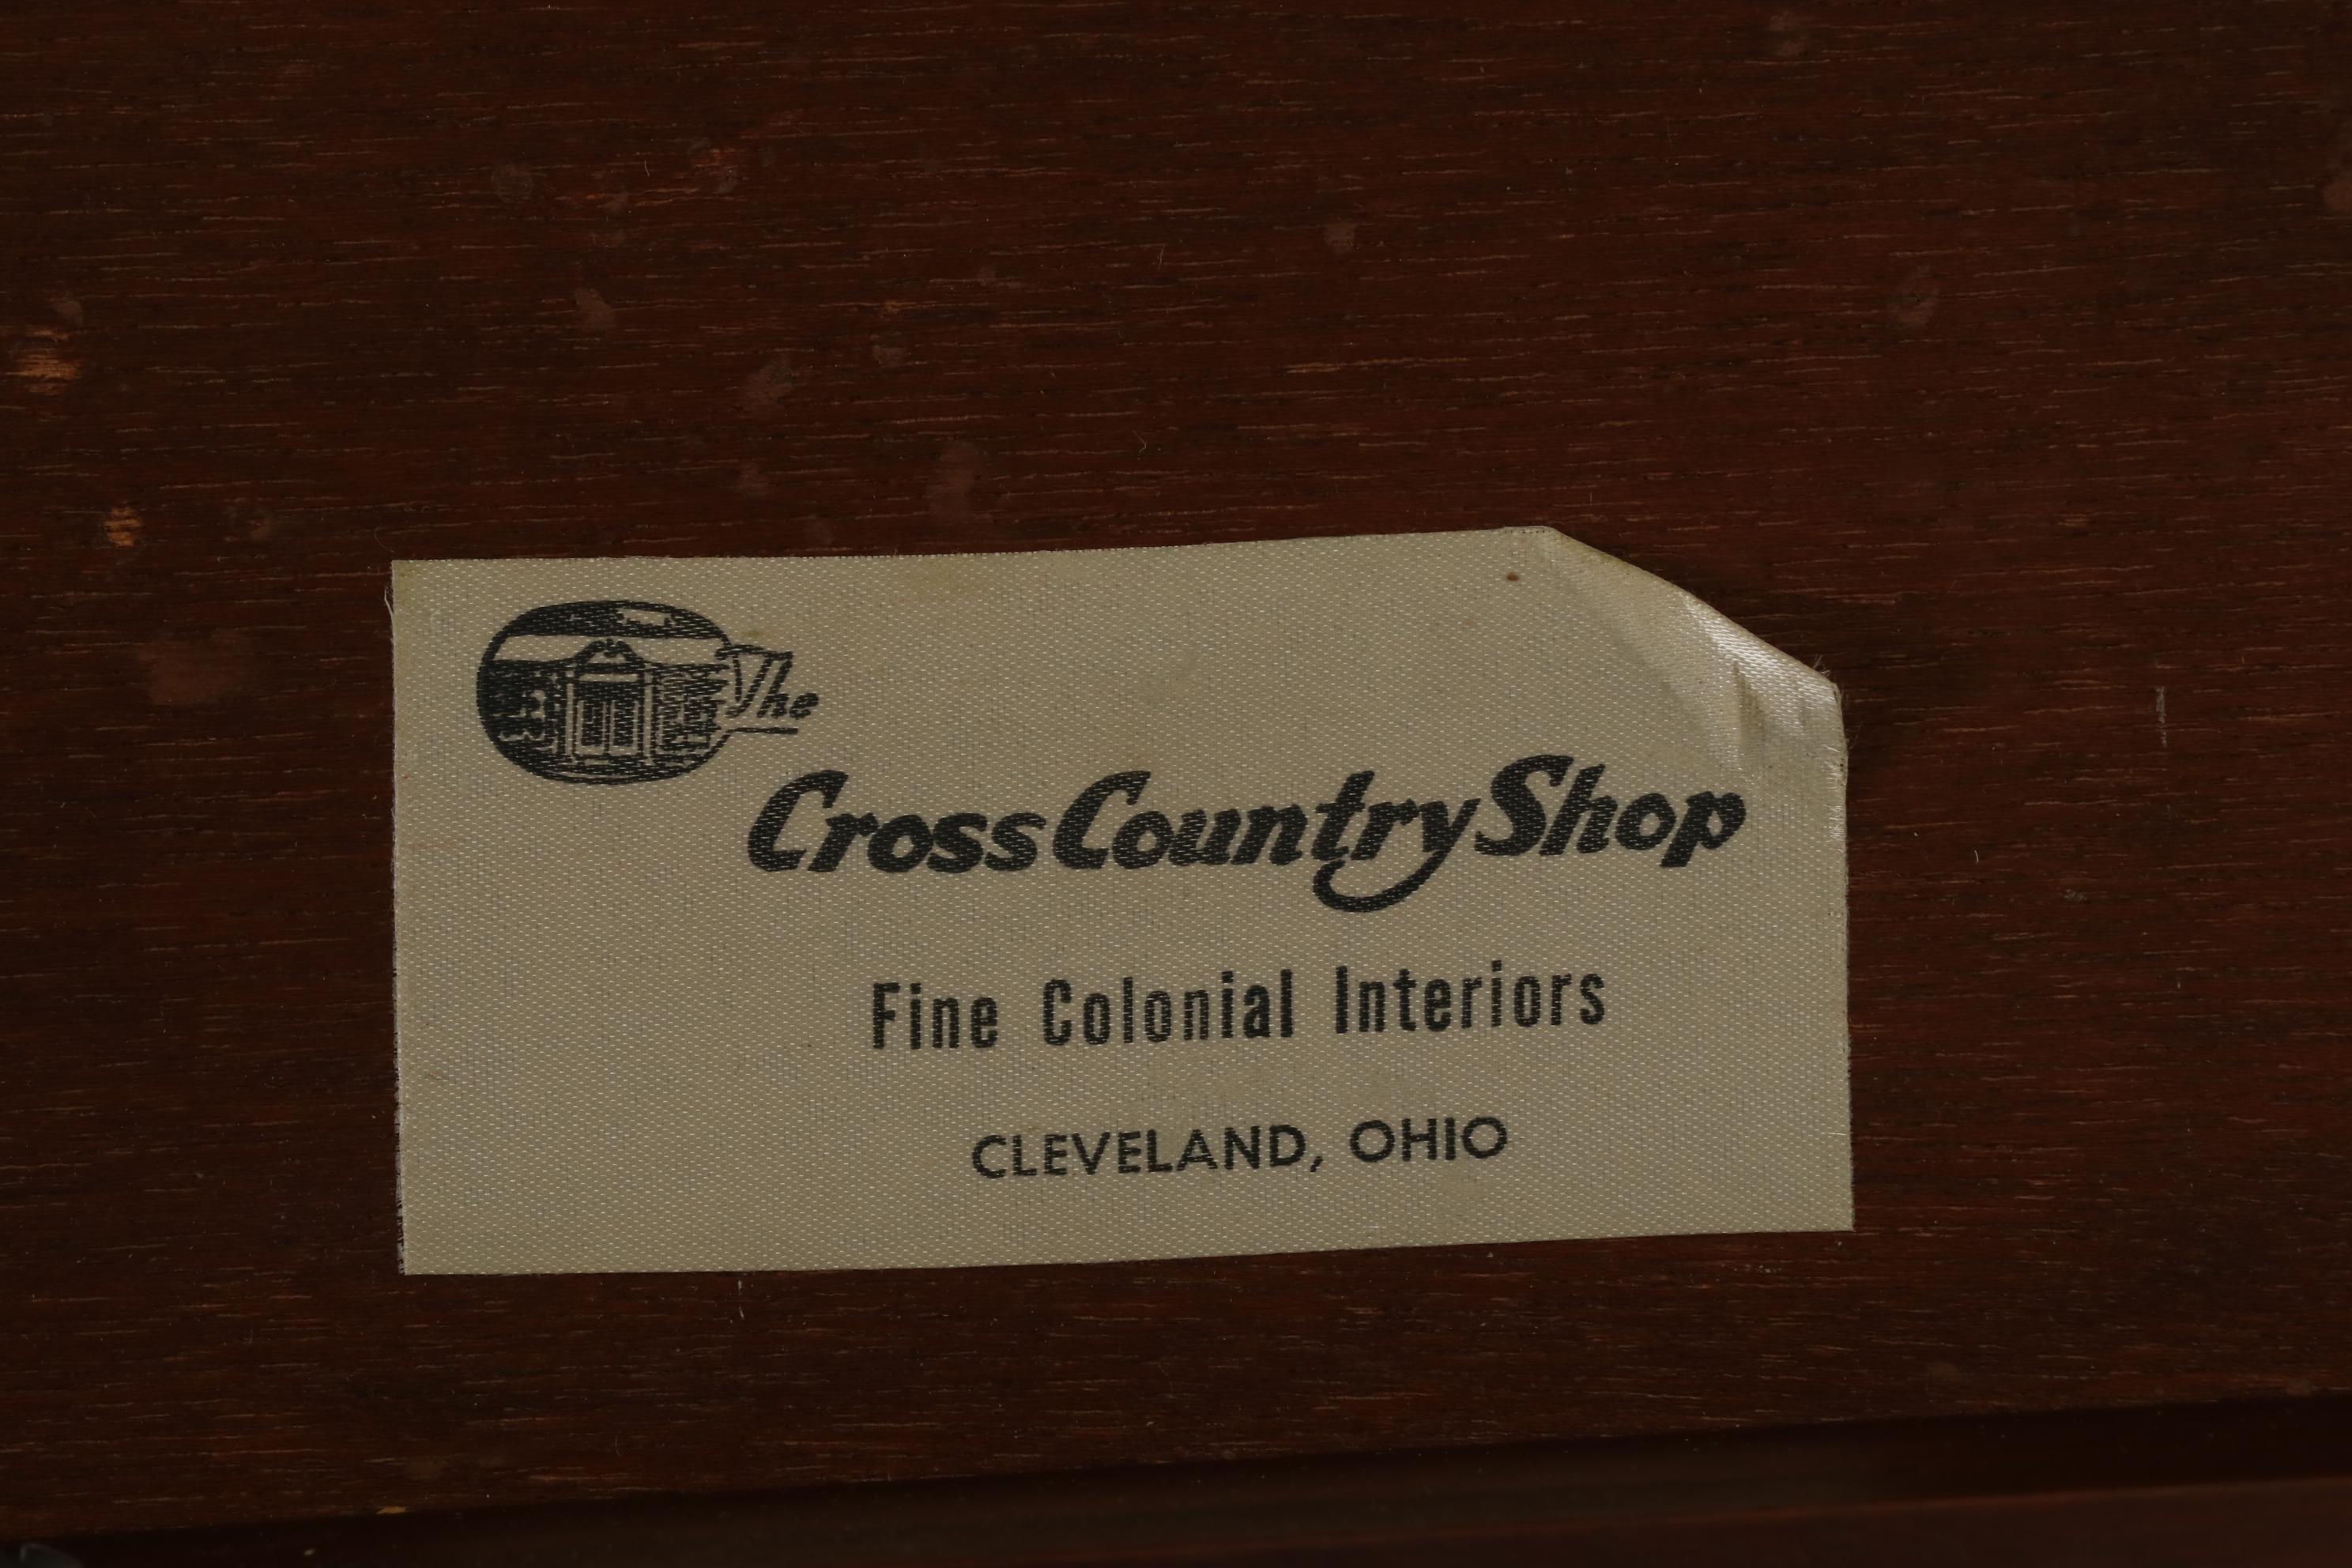 The
Cross Country Shop
Fine Colonial Interiors
CLEVELAND, OHIO